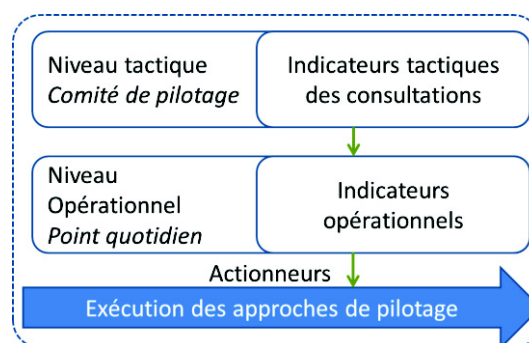 Niveau tactique
Comité de pilotage
Indicateurs tactiques
des consultations
Niveau
Opérationnel
Point quotidien
Indicateurs
opérationnels
Actionneurs
Exécution des approches de pilotage